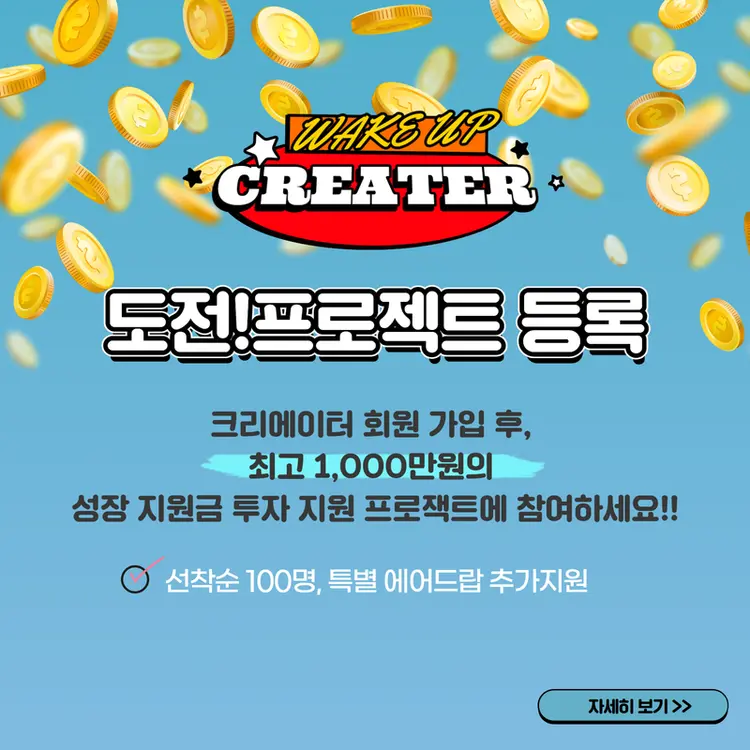 WAKE UP
CREATER
도전!프로젝트 등록
크리에이터 회원 가입 후,
최고 1,000만원의
성장 지원금 투자 지원 프로잭트에 참여하세요!!
선착순 100명, 특별 에어드랍 추가지원
자세히 보기 >>